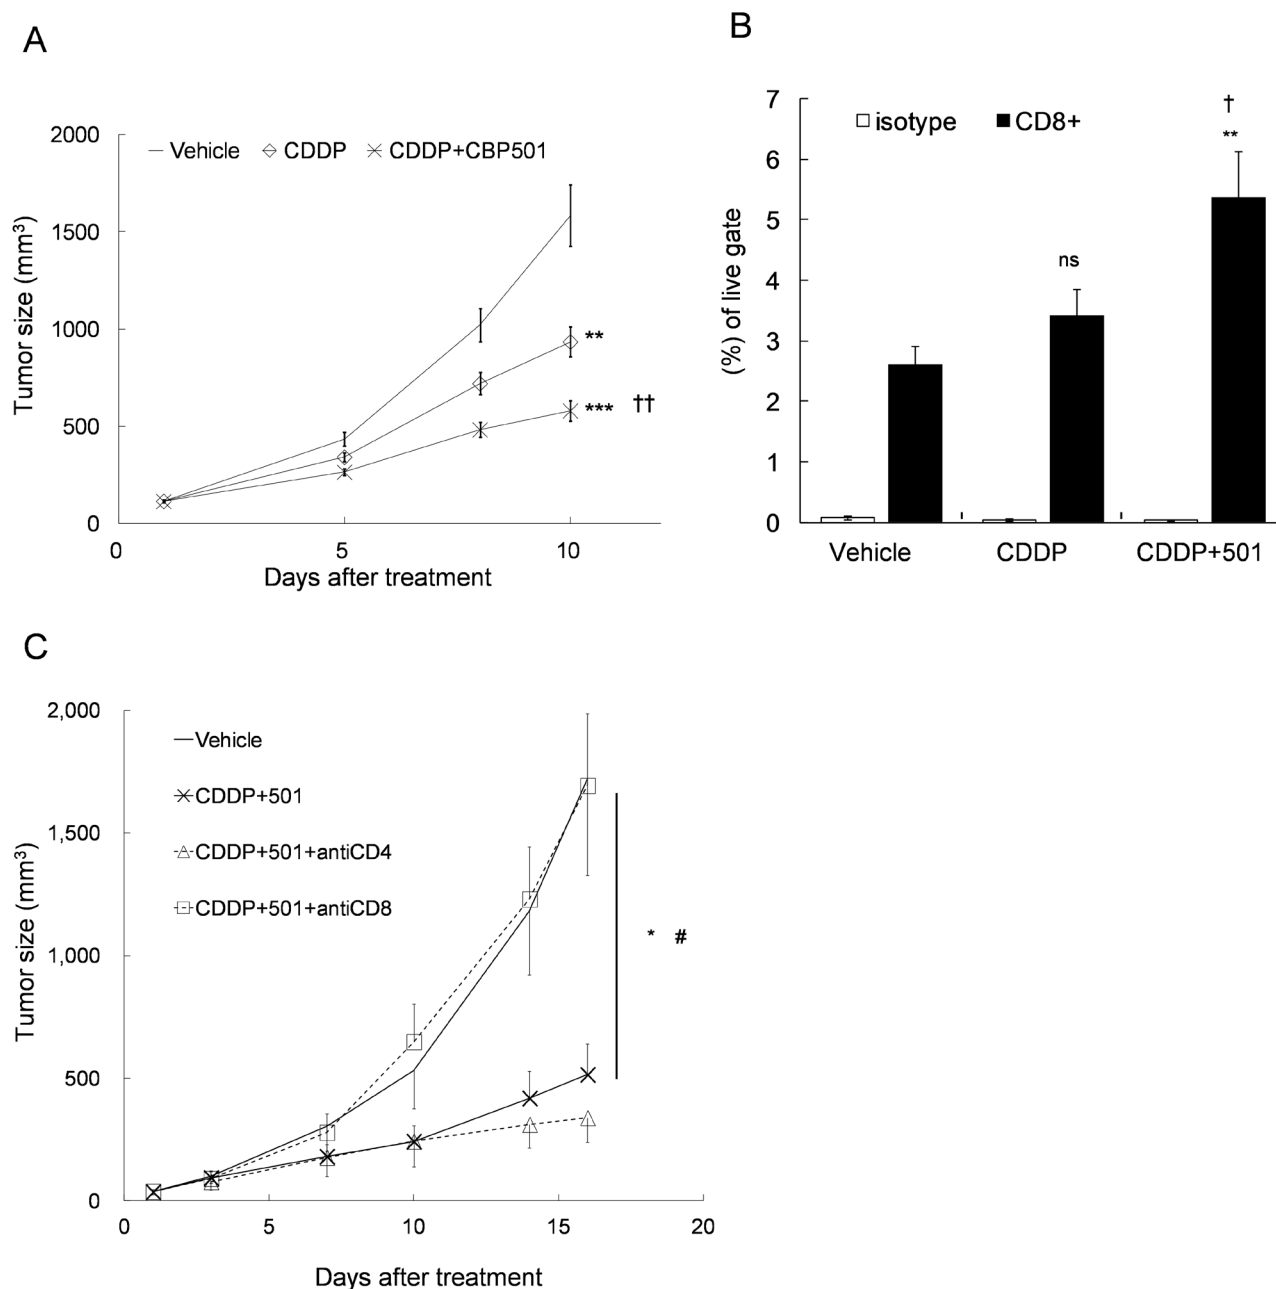 A
2000
1500
1000
500
0
Tumor size (mm³)
Vehicle CDDP CDDP+CBP501
**
*** ††
0 5 10
Days after treatment
B
7
6
5
4
3
2
1
0
(%) of live gate
isotype CD8+
†
**
ns
Vehicle CDDP CDDP+501
C
2,000
1,500
1,000
500
0
Tumor size (mm³)
Vehicle
CDDP+501
CDDP+501+antiCD4
CDDP+501+antiCD8
* #
0 5 10 15 20
Days after treatment